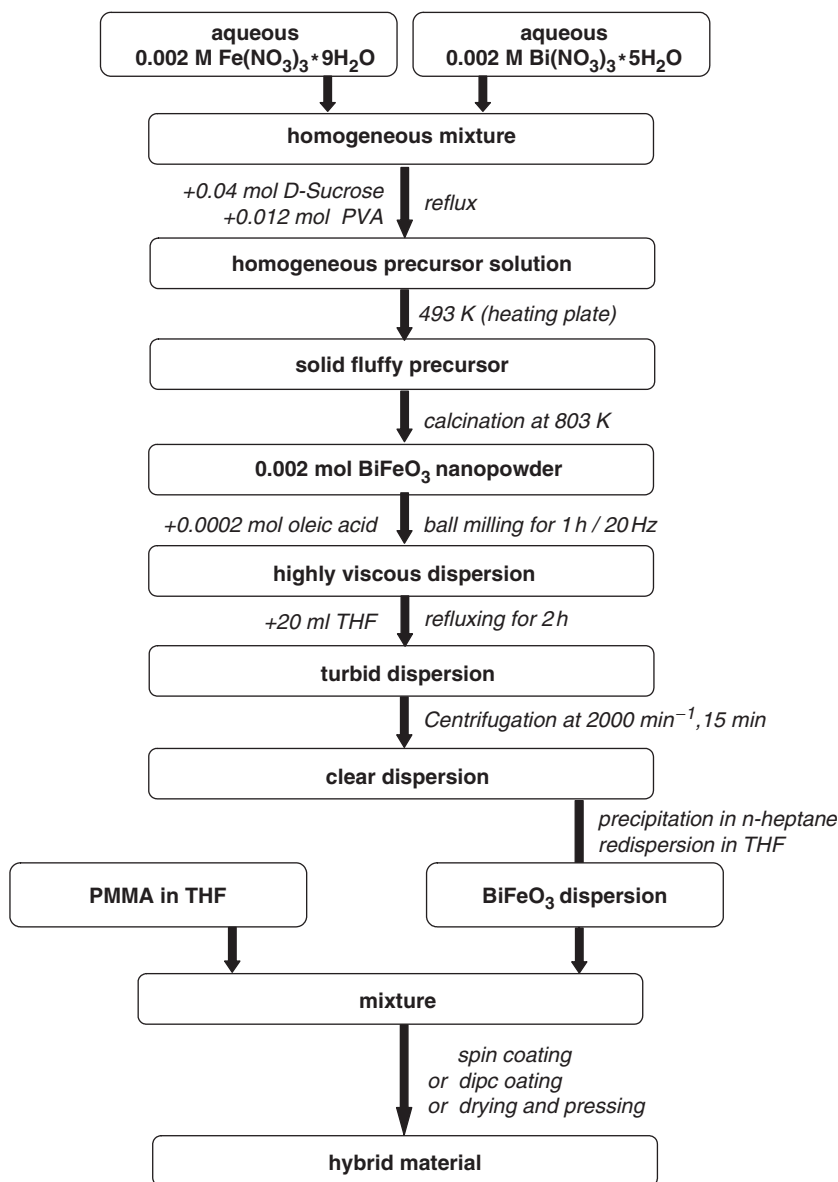 aqueous
0.002 M Fe(NO₃)₃*9H₂O
aqueous
0.002 M Bi(NO₃)₃*5H₂O
homogeneous mixture
+0.04 mol D-Sucrose
+0.012 mol PVA
reflux
homogeneous precursor solution
493 K (heating plate)
solid fluffy precursor
calcination at 803 K
0.002 mol BiFeO₃ nanopowder
+0.0002 mol oleic acid
ball milling for 1 h / 20 Hz
highly viscous dispersion
+20 ml THF
refluxing for 2 h
turbid dispersion
Centrifugation at 2000 min⁻¹,15 min
clear dispersion
precipitation in n-heptane
redispersion in THF
PMMA in THF
BiFeO₃ dispersion
mixture
spin coating
or dipc oating
or drying and pressing
hybrid material